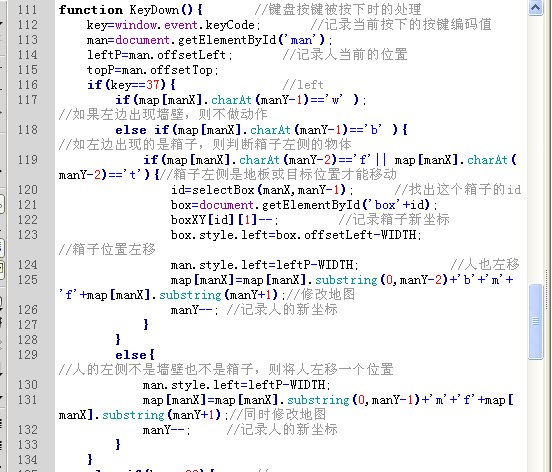 111 function KeyDown(){ //键盘按键被按下时的处理
112 key=window.event.keyCode; //记录当前按下的按键编码值
113 man=document.getElementById('man');
114 leftP=man.offsetLeft; //记录人当前的位置
115 topP=man.offsetTop;
116 if(key==37){ //left
117 if(map[manX].charAt(manY-1)=='w' );
//如果左边出现墙壁，则不做动作
118 else if(map[manX].charAt(manY-1)=='b' ){
//如左边出现的是箱子，则判断箱子左侧的物体
119 if(map[manX].charAt(manY-2)=='f'|| map[manX].charAt(
manY-2)=='t'){//箱子左侧是地板或目标位置才能移动
120 id=selectBox(manX,manY-1); //找出这个箱子的id
121 box=document.getElementById('box'+id);
122 boxXY[id][1]--; //记录箱子新坐标
123 box.style.left=box.offsetLeft-WIDTH;
//箱子位置左移
124 man.style.left=leftP-WIDTH; //人也左移
125 map[manX]=map[manX].substring(0,manY-2)+'b'+'m'+
'f'+map[manX].substring(manY+1);//修改地图
126 manY--; //记录人的新坐标
127 }
128 }
129 else{
//人的左侧不是墙壁也不是箱子，则将人左移一个位置
130 man.style.left=leftP-WIDTH;
131 map[manX]=map[manX].substring(0,manY-1)+'m'+'f'+map[
manX].substring(manY+1);//同时修改地图
132 manY--; //记录人的新坐标
133 }
134 }